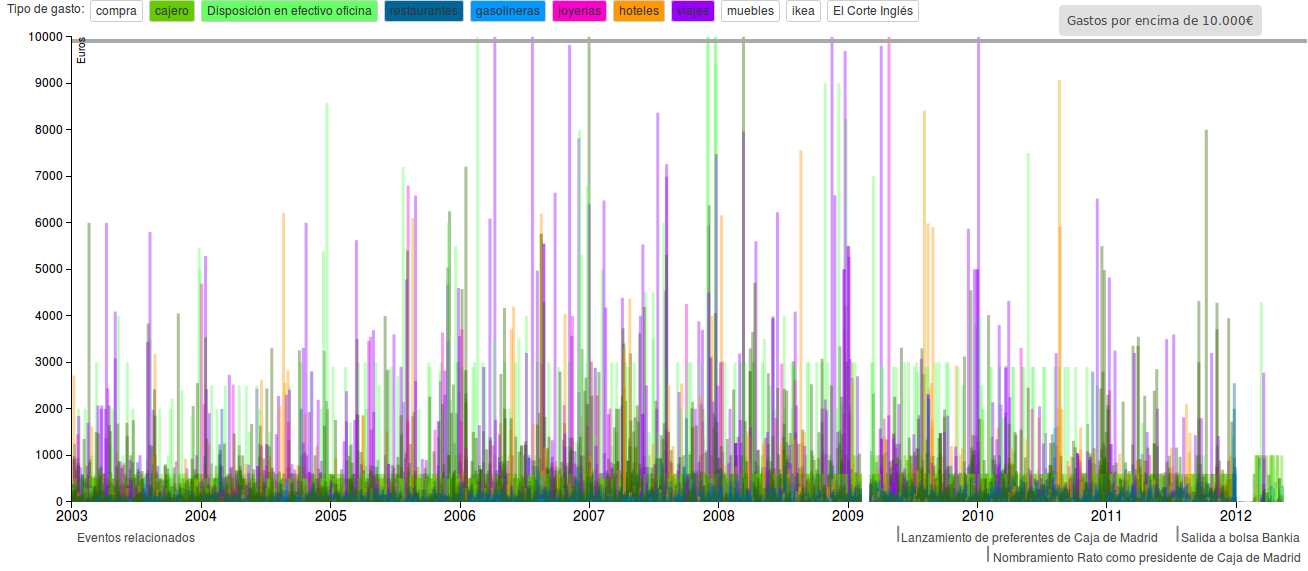 Tipo de gasto: compra cajero Disposición en efectivo oficina restaurantes gasolineras joyerías hoteles viajes muebles ikea El Corte Inglés
Gastos por encima de 10.000€
Euros
10000
9000
8000
7000
6000
5000
4000
3000
2000
1000
0
2003 2004 2005 2006 2007 2008 2009 2010 2011 2012
Eventos relacionados
Lanzamiento de preferentes de Caja de Madrid
Salida a bolsa Bankia
Nombramiento Rato como presidente de Caja de Madrid